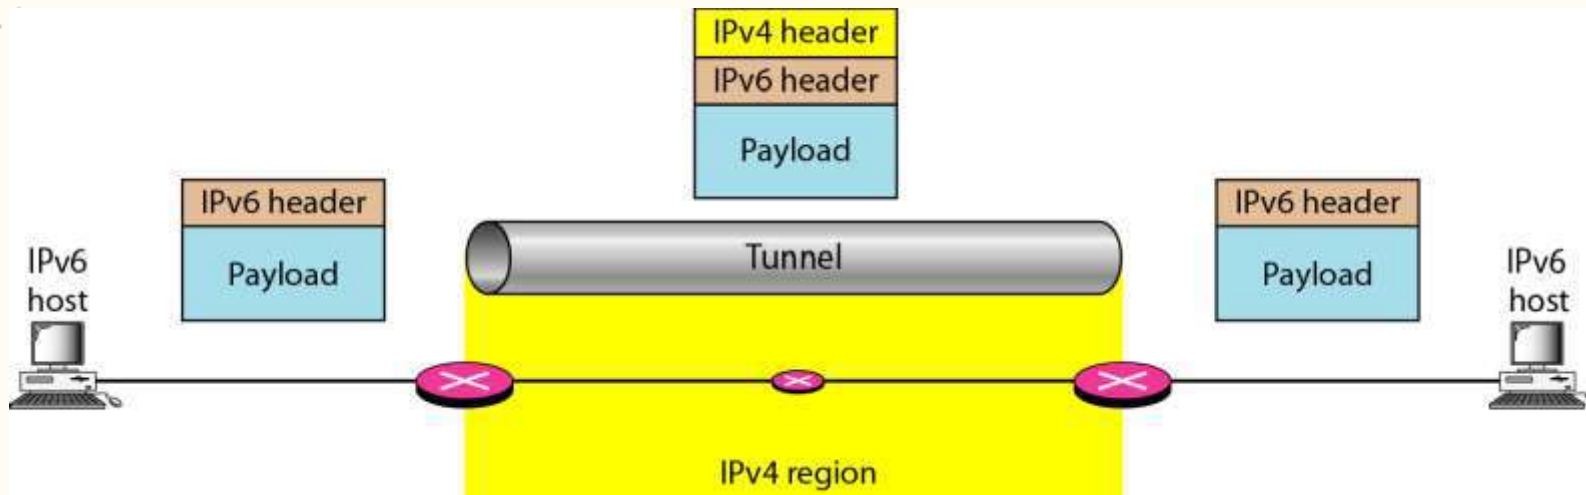 IPv4 header
IPv6 header
Payload
IPv6 header
Payload
IPv6 header
Payload
Tunnel
IPv6
host
IPv6
host
IPv4 region